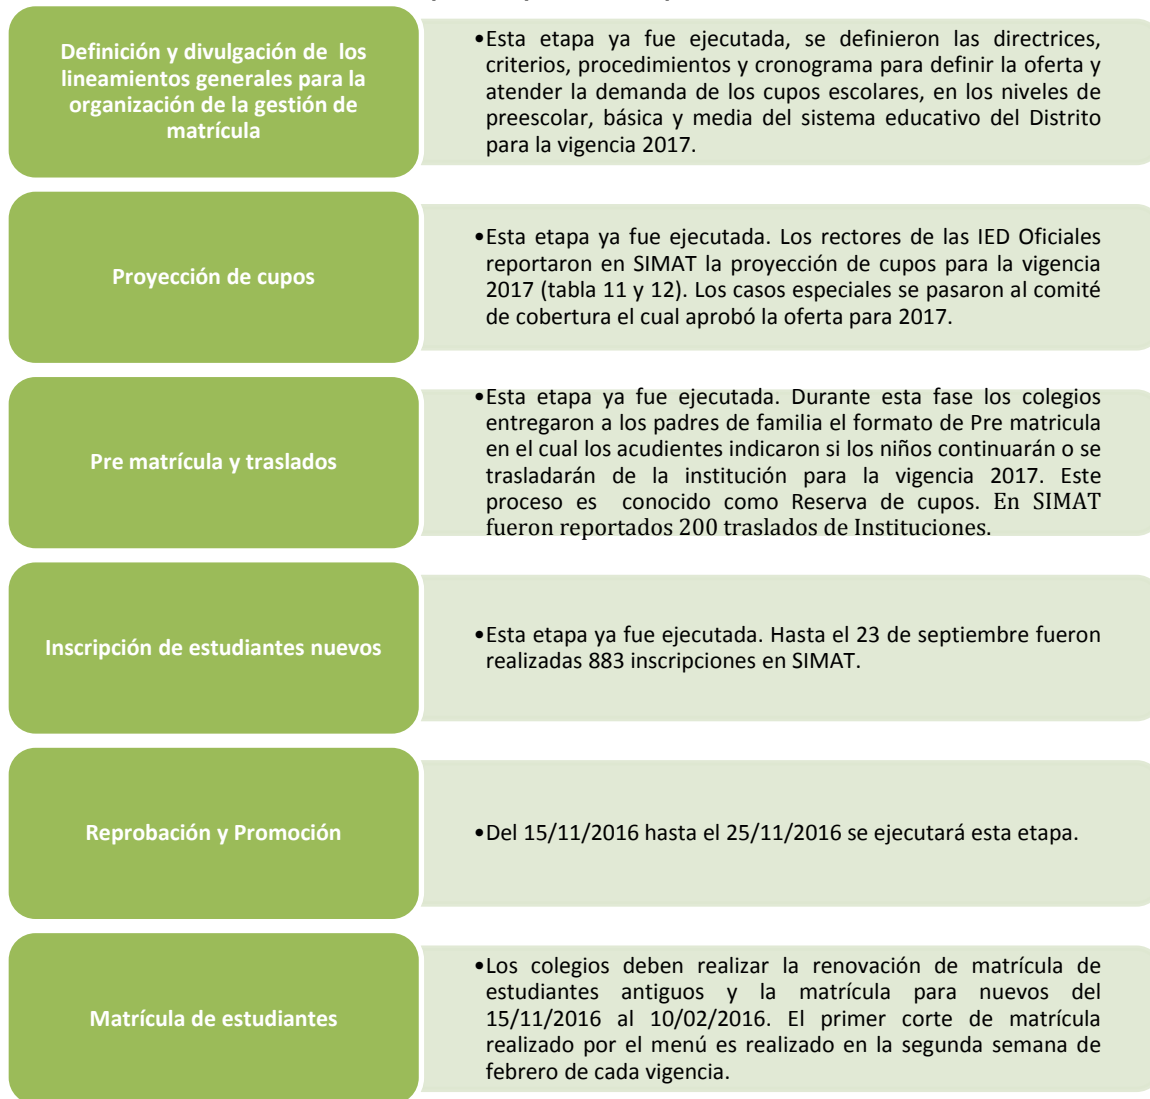 Definición y divulgación de los
lineamientos generales para la
organización de la gestión de
matrícula
•Esta etapa ya fue ejecutada, se definieron las directrices,
criterios, procedimientos y cronograma para definir la oferta y
atender la demanda de los cupos escolares, en los niveles de
preescolar, básica y media del sistema educativo del Distrito
para la vigencia 2017.
Proyección de cupos
•Esta etapa ya fue ejecutada. Los rectores de las IED Oficiales
reportaron en SIMAT la proyección de cupos para la vigencia
2017 (tabla 11 y 12). Los casos especiales se pasaron al comité
de cobertura el cual aprobó la oferta para 2017.
Pre matrícula y traslados
•Esta etapa ya fue ejecutada. Durante esta fase los colegios
entregaron a los padres de familia el formato de Pre matricula
en el cual los acudientes indicaron si los niños continuarán o se
trasladarán de la institución para la vigencia 2017. Este
proceso es conocido como Reserva de cupos. En SIMAT
fueron reportados 200 traslados de Instituciones.
Inscripción de estudiantes nuevos
•Esta etapa ya fue ejecutada. Hasta el 23 de septiembre fueron
realizadas 883 inscripciones en SIMAT.
Reprobación y Promoción
•Del 15/11/2016 hasta el 25/11/2016 se ejecutará esta etapa.
Matrícula de estudiantes
•Los colegios deben realizar la renovación de matrícula de
estudiantes antiguos y la matrícula para nuevos del
15/11/2016 al 10/02/2016. El primer corte de matrícula
realizado por el menú es realizado en la segunda semana de
febrero de cada vigencia.